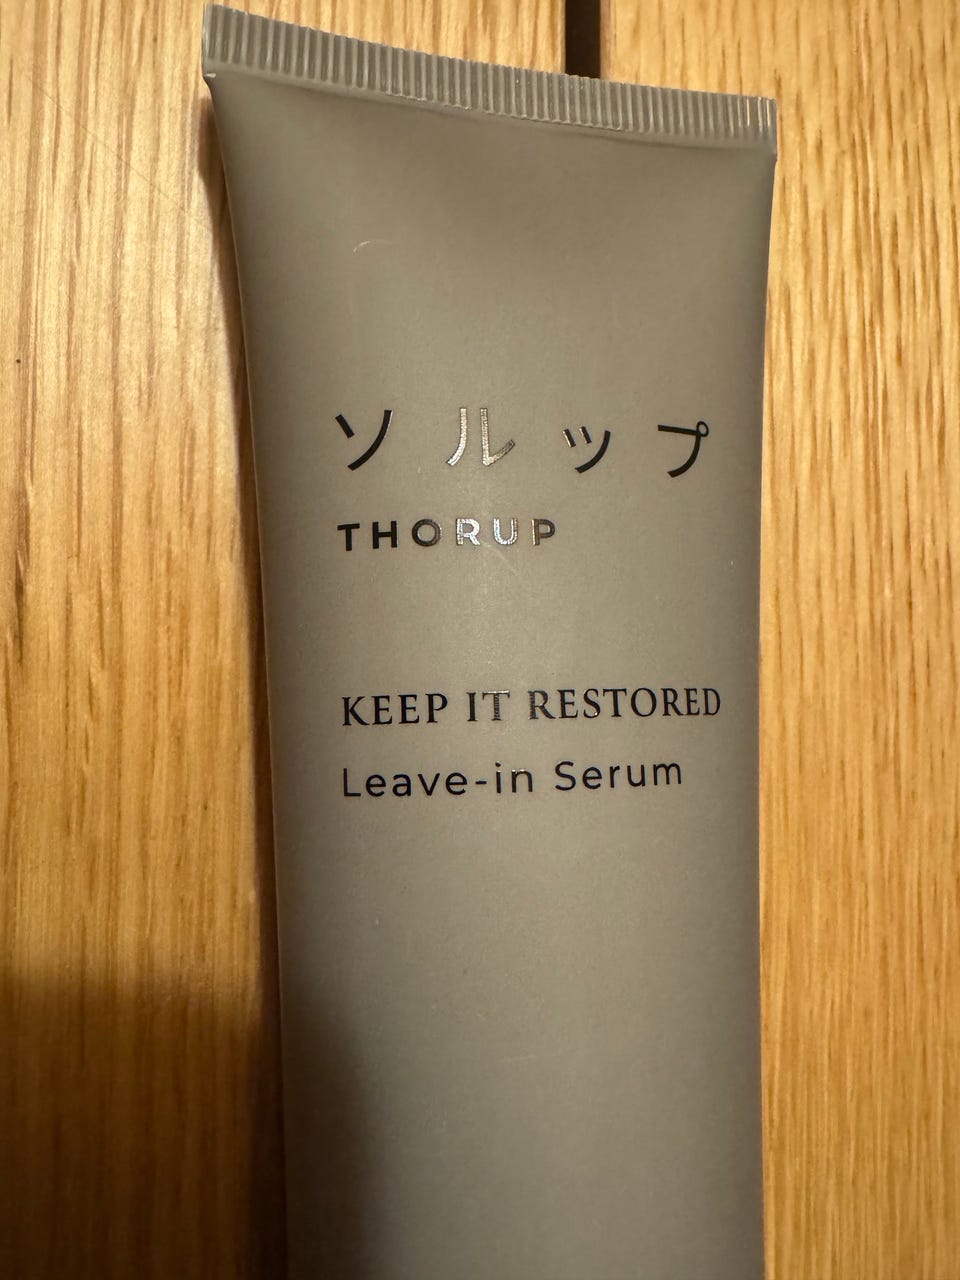 ソルップ
THORUP
KEEP IT RESTORED
Leave-in Serum